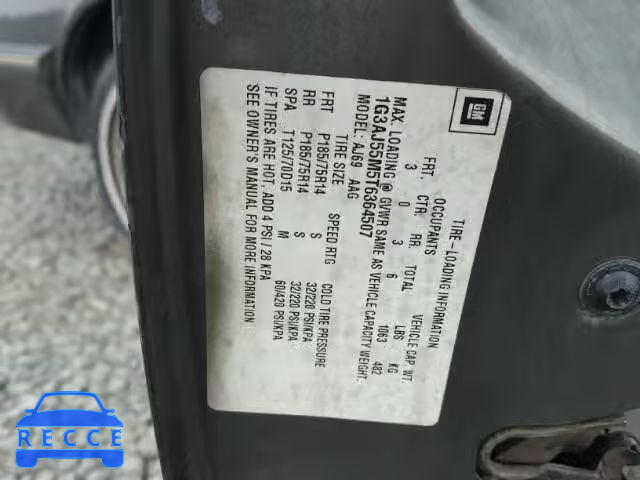 GM
TIRE-LOADING INFORMATION
OCCUPANTS VEHICLE CAP. WT.
FRT. CTR. RR. TOTAL LBS KG
3 0 3 6 1063 482
MAX. LOADING @ GVWR SAME AS VEHICLE CAPACITY WEIGHT.
1G3AJ55M5T6364507
MODEL: AJ69 AAG
TIRE SIZE SPEED RTG COLD TIRE PRESSURE
FRT P185/75R14 S 32/220 PSI/KPA
RR P185/75R14 S 32/220 PSI/KPA
SPA T125/70D15 M 60/420 PSI/KPA
IF TIRES ARE HOT, ADD 4 PSI / 28 KPA
SEE OWNER'S MANUAL FOR MORE INFORMATION
RECCE